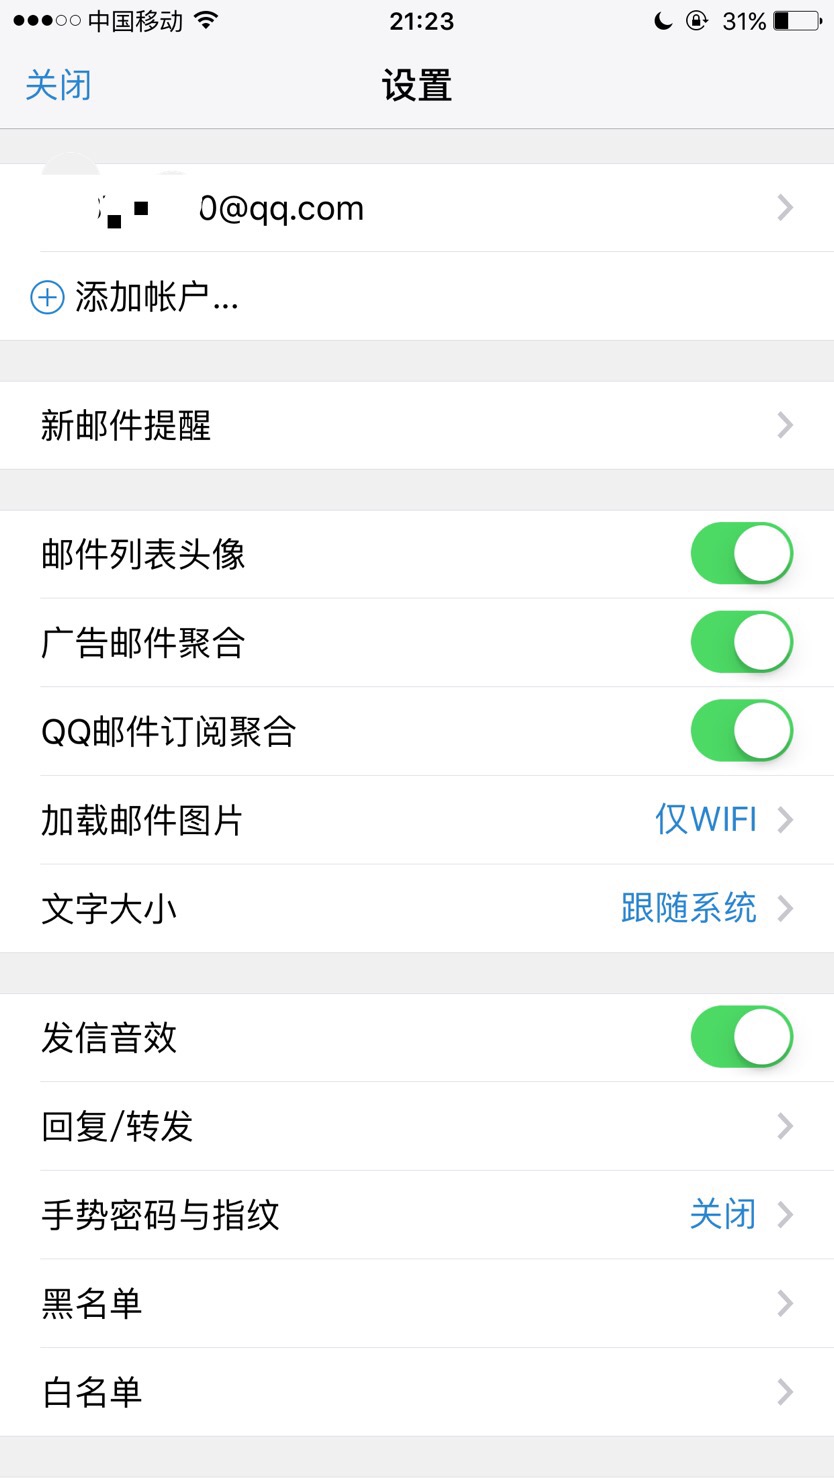 中国移动 21:23 31%
关闭 设置
0@qq.com
添加帐户...
新邮件提醒
邮件列表头像
广告邮件聚合
QQ邮件订阅聚合
加载邮件图片 仅WIFI
文字大小 跟随系统
发信音效
回复/转发
手势密码与指纹 关闭
黑名单
白名单